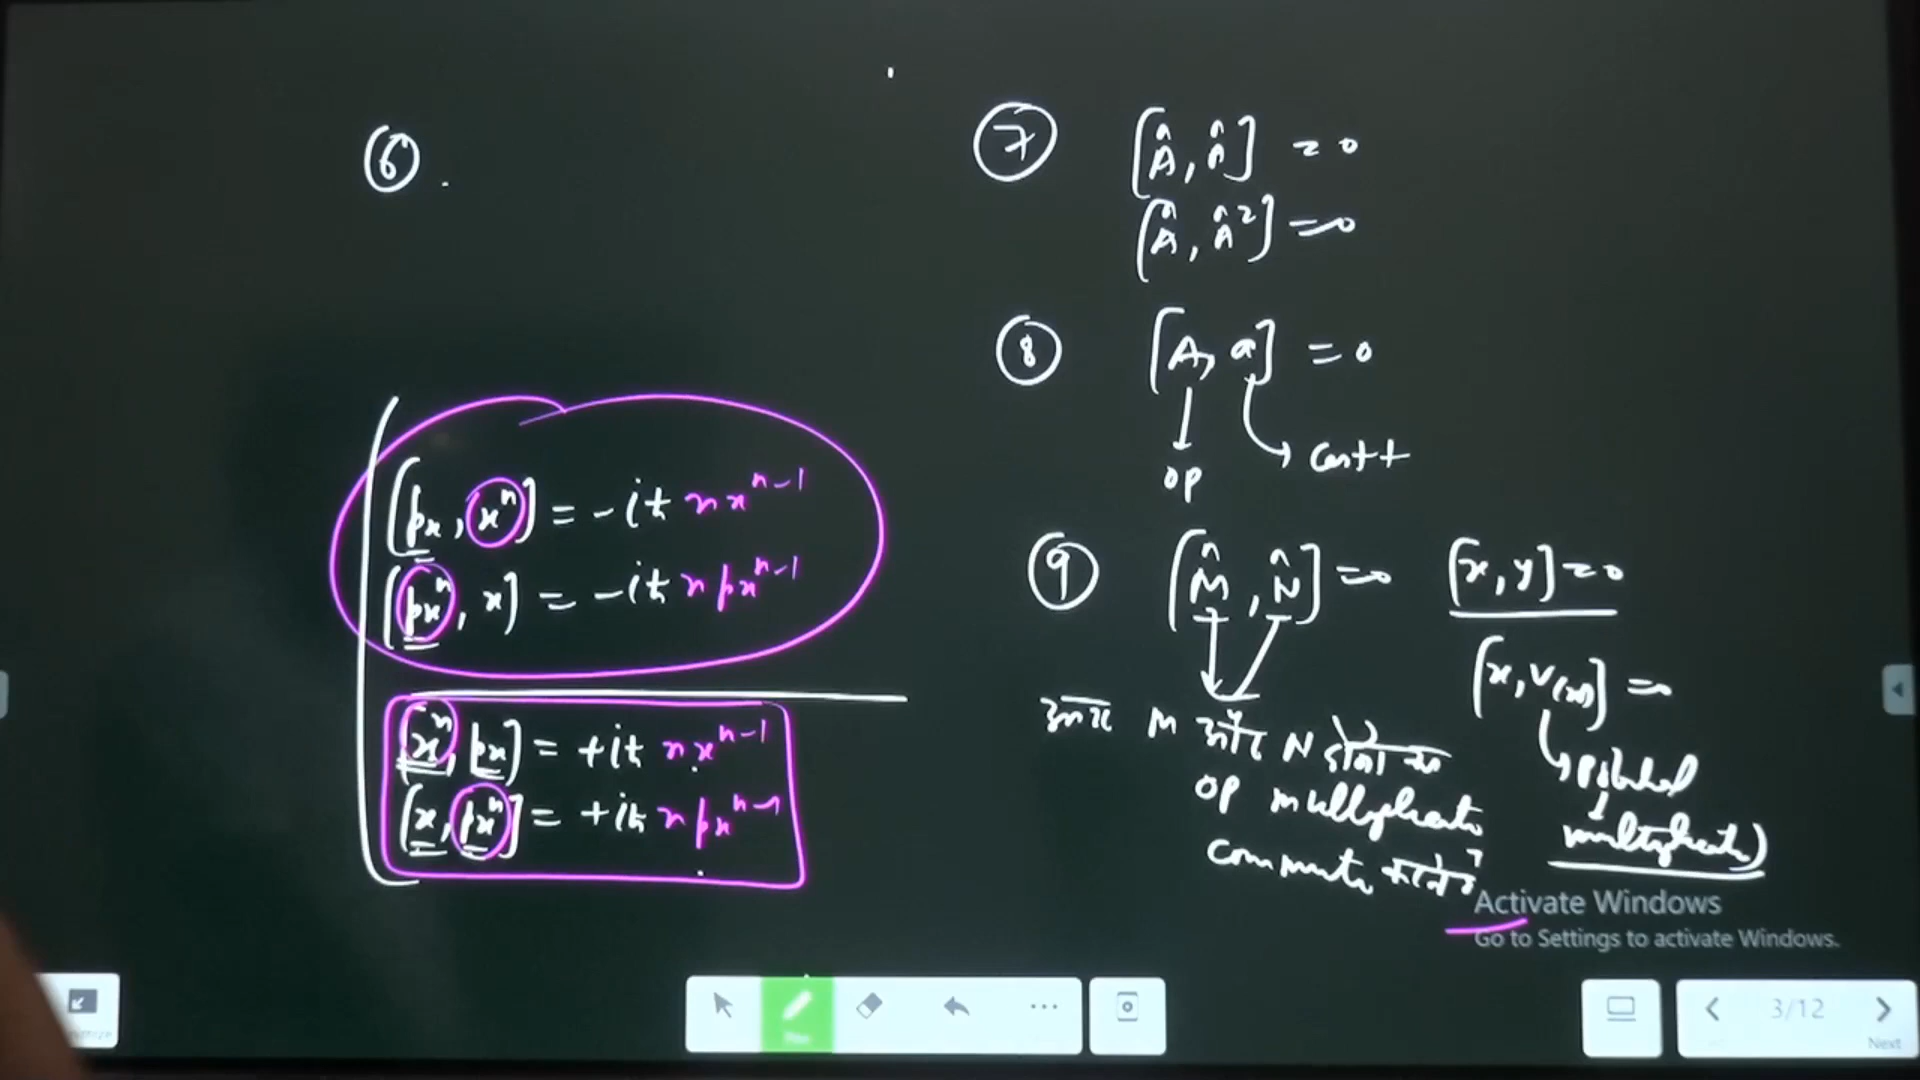 ⑥
[pₓ, xⁿ] = -iħ n xⁿ⁻¹
[pₓⁿ, x] = -iħ n pₓⁿ⁻¹
[xⁿ, pₓ] = +iħ n xⁿ⁻¹
[x, pₓⁿ] = +iħ n pₓⁿ⁻¹
⑦ [Â, Â] = 0
[Â, Â²] = 0
⑧ [A, a] = 0
op
⑨ [M̂, N̂] = 0 [x, y] = 0
[x, V(x)] = 0
M और N
op
Activate Windows
Go to Settings to activate Windows.
3/12
Next